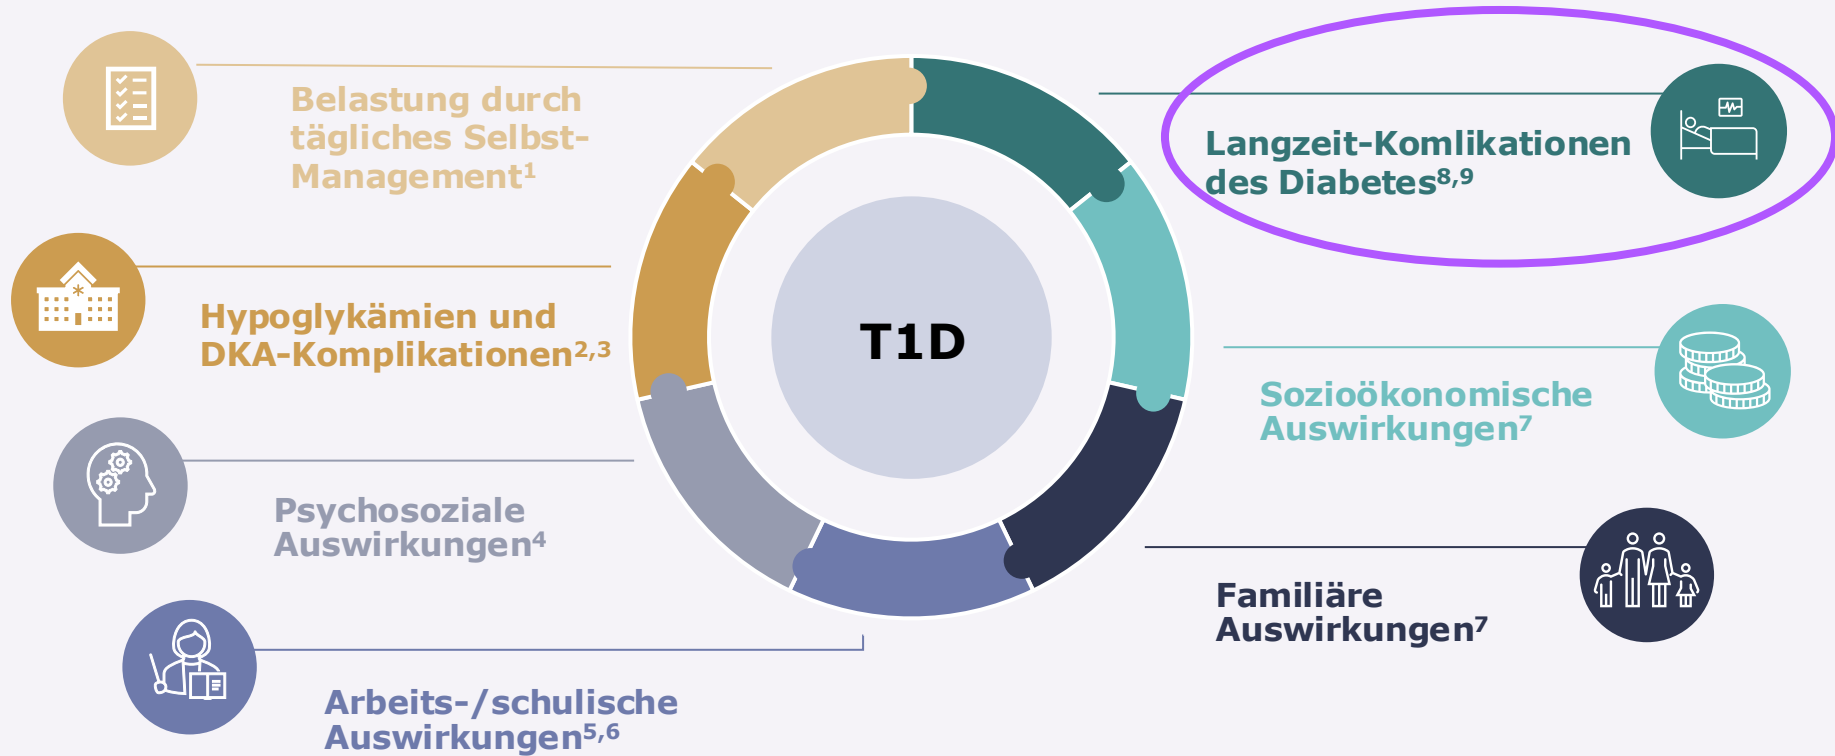 Belastung durch
tägliches Selbst-
Management¹
Hypoglykämien und
DKA-Komplikationen²,³
Psychosoziale
Auswirkungen⁴
Arbeits-/schulische
Auswirkungen⁵,⁶
T1D
Langzeit-Komlikationen
des Diabetes⁸,⁹
Sozioökonomische
Auswirkungen⁷
Familiäre
Auswirkungen⁷